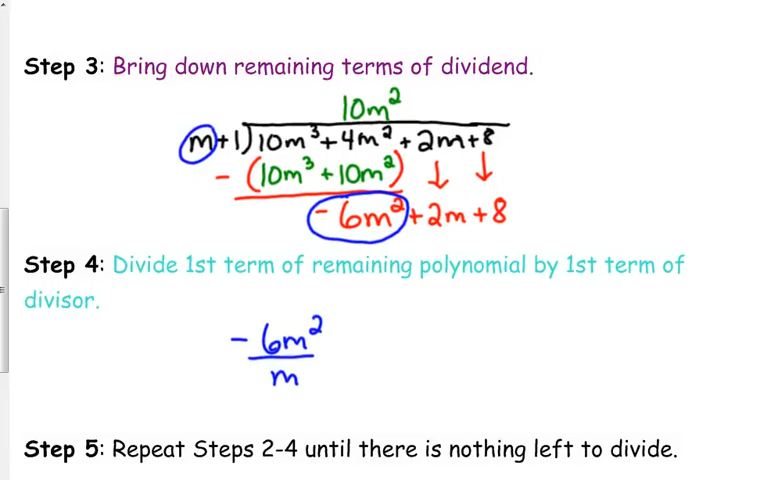 Step 3: Bring down remaining terms of dividend.
10m²
m+1)10m³+4m²+2m+8
-(10m³+10m²)↓ ↓
-6m²+2m+8
Step 4: Divide 1st term of remaining polynomial by 1st term of
divisor.
-6m²
m
Step 5: Repeat Steps 2-4 until there is nothing left to divide.